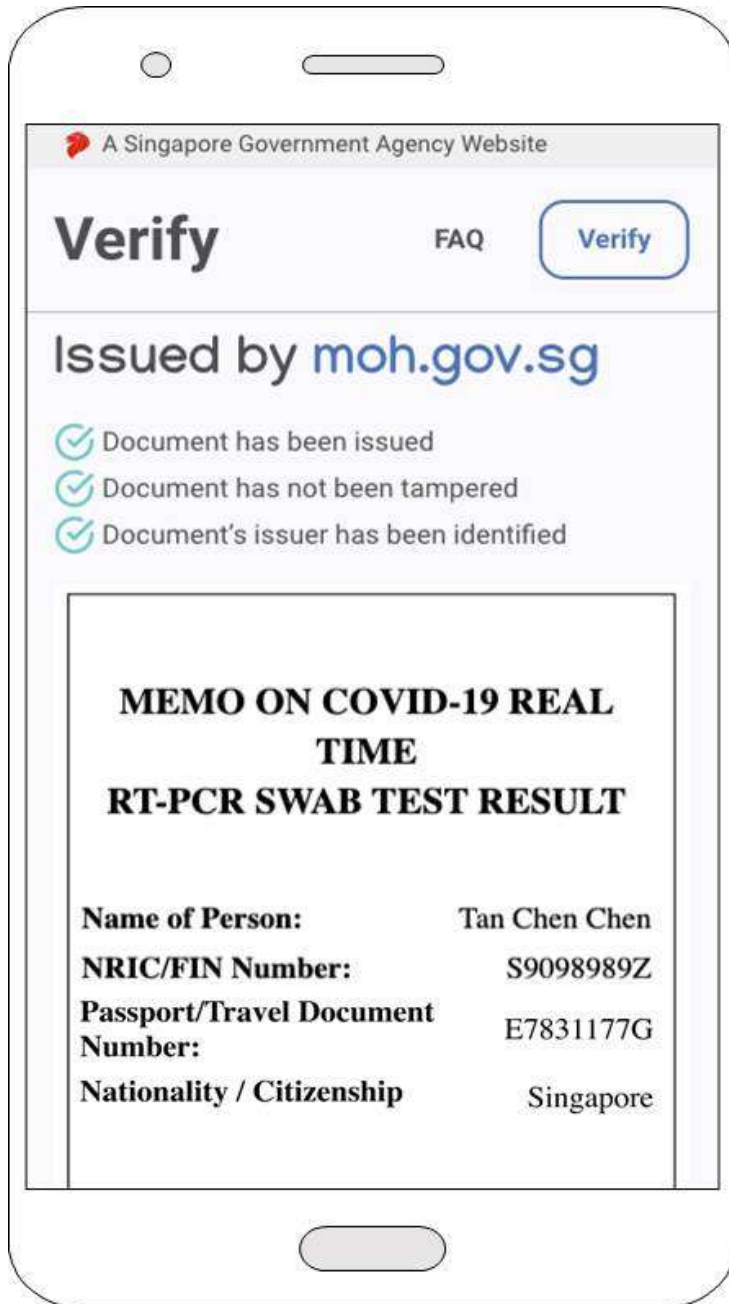 A Singapore Government Agency Website
Verify FAQ Verify
Issued by moh.gov.sg
Document has been issued
Document has not been tampered
Document's issuer has been identified
MEMO ON COVID-19 REAL
TIME
RT-PCR SWAB TEST RESULT
Name of Person: Tan Chen Chen
NRIC/FIN Number: S9098989Z
Passport/Travel Document
Number: E7831177G
Nationality / Citizenship Singapore